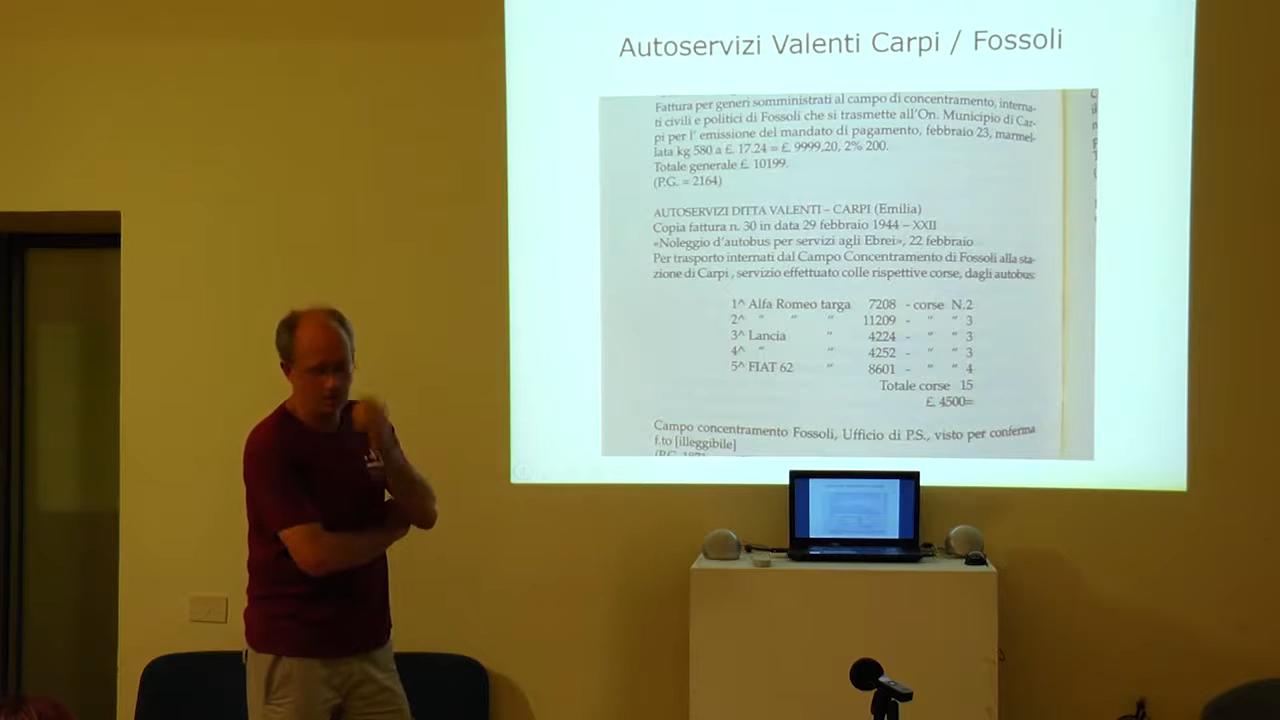 Autoservizi Valenti Carpi / Fossoli
Fattura per generi somministrati al campo di concentramento, interna-
ti civili e politici di Fossoli che si trasmette all'On. Municipio di Car-
pi per l' emissione del mandato di pagamento, febbraio 23, marmel-
lata kg 580 a £. 17.24 = £. 9999,20, 2% 200.
Totale generale £. 10199.
(P.G. = 2164)
AUTOSERVIZI DITTA VALENTI – CARPI (Emilia)
Copia fattura n. 30 in data 29 febbraio 1944 – XXII
«Noleggio d'autobus per servizi agli Ebrei», 22 febbraio
Per trasporto internati dal Campo Concentramento di Fossoli alla sta-
zione di Carpi, servizio effettuato colle rispettive corse, dagli autobus:
1^ Alfa Romeo targa 7208 - corse N.2
2^ " " " 11209 - " " 3
3^ Lancia " 4224 - " " 3
4^ " " 4252 - " " 3
5^ FIAT 62 " 8601 - " " 4
Totale corse 15
£. 4500=
Campo concentramento Fossoli, Ufficio di P.S., visto per conferma
f.to [illeggibile]